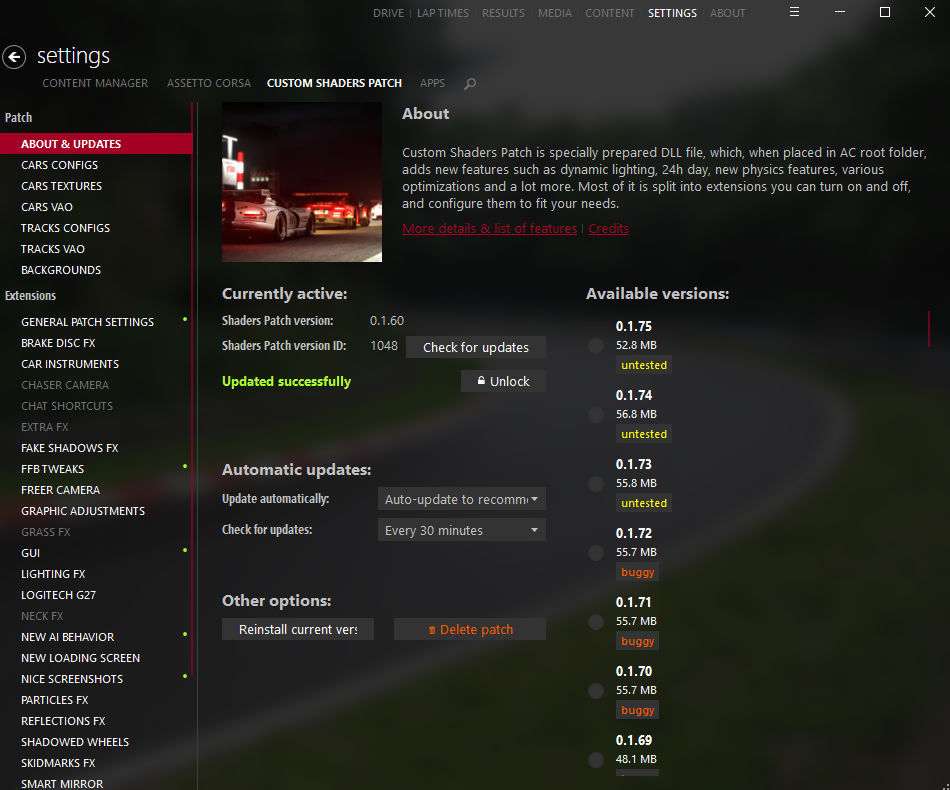 DRIVE | LAP TIMES | RESULTS | MEDIA | CONTENT | SETTINGS | ABOUT
settings
CONTENT MANAGER ASSETTO CORSA CUSTOM SHADERS PATCH APPS
Patch
ABOUT & UPDATES
CARS CONFIGS
CARS TEXTURES
CARS VAO
TRACKS CONFIGS
TRACKS VAO
BACKGROUNDS
Extensions
GENERAL PATCH SETTINGS
BRAKE DISC FX
CAR INSTRUMENTS
CHASER CAMERA
CHAT SHORTCUTS
EXTRA FX
FAKE SHADOWS FX
FFB TWEAKS
FREER CAMERA
GRAPHIC ADJUSTMENTS
GRASS FX
GUI
LIGHTING FX
LOGITECH G27
NECK FX
NEW AI BEHAVIOR
NEW LOADING SCREEN
NICE SCREENSHOTS
PARTICLES FX
REFLECTIONS FX
SHADOWED WHEELS
SKIDMARKS FX
SMART MIRROR
About
Custom Shaders Patch is specially prepared DLL file, which, when placed in AC root folder,
adds new features such as dynamic lighting, 24h day, new physics features, various
optimizations and a lot more. Most of it is split into extensions you can turn on and off,
and configure them to fit your needs.
More details & list of features | Credits
Currently active:
Shaders Patch version: 0.1.60
Shaders Patch version ID: 1048 Check for updates
Updated successfully Unlock
Automatic updates:
Update automatically: Auto-update to recomm
Check for updates: Every 30 minutes
Other options:
Reinstall current vers Delete patch
Available versions:
0.1.75
52.8 MB
untested
0.1.74
56.8 MB
untested
0.1.73
55.8 MB
untested
0.1.72
55.7 MB
buggy
0.1.71
55.7 MB
buggy
0.1.70
55.7 MB
buggy
0.1.69
48.1 MB